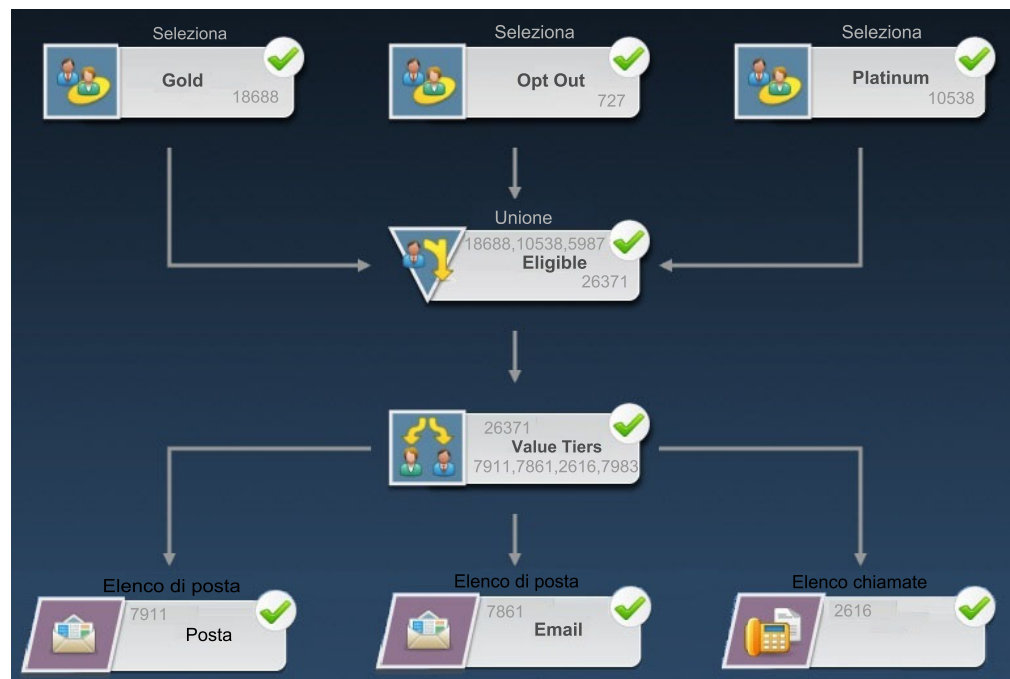 Seleziona
Gold
18688
Seleziona
Opt Out
727
Seleziona
Platinum
10538
Unione
18688,10538,5987
Eligible
26371
26371
Value Tiers
7911,7861,2616,7983
Elenco di posta
7911
Posta
Elenco di posta
7861
Email
Elenco chiamate
2616